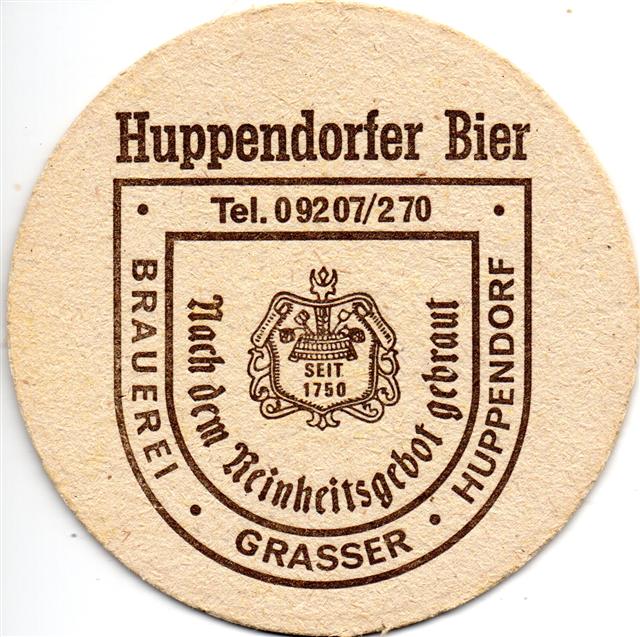 Huppendorfer Bier
Tel. 09207/270
BRAUEREI • GRASSER • HUPPENDORF
Nach dem Reinheitsgebot gebraut
SEIT
1750